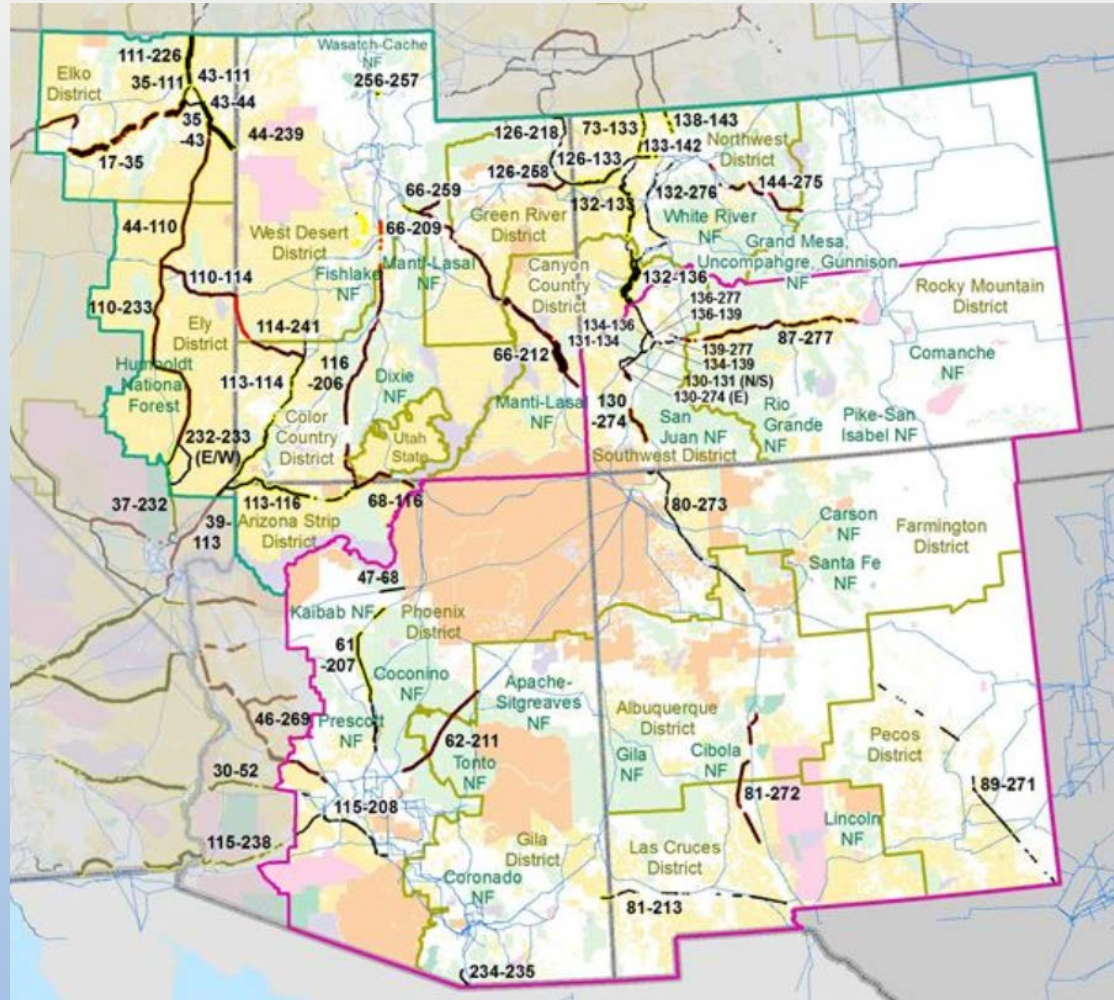 111-226
35-111
43-111
Elko
District
43-44
35
-43
17-35
44-239
Wasatch-Cache
NF
256-257
126-218
73-133
138-143
133-142
Northwest
District
126-133
126-258
132-276
144-275
132-133
White River
NF
66-259
66-209
Green River
District
44-110
West Desert
District
Fishlake
NF
Manti-Lasal
NF
Canyon
Country
District
Grand Mesa,
Uncompahgre, Gunnison
NF
132-136
110-114
136-277
136-139
Rocky Mountain
District
110-233
Ely
District
114-241
134-136
131-134
87-277
Humboldt
National
Forest
113-114
116
-206
66-212
139-277
134-139
Comanche
NF
Dixie
NF
130-131 (N/S)
130-274 (E)
Manti-Lasal
NF
130
-274
San
Juan NF
Rio
Grande
NF
Pike-San
Isabel NF
Color
Country
District
Utah
State
232-233
(E/W)
Southwest District
37-232
39-
113
113-116
68-116
Arizona Strip
District
80-273
Carson
NF
Farmington
District
Santa Fe
NF
47-68
Kaibab NF
Phoenix
District
61
-207
Coconino
NF
Apache-
Sitgreaves
NF
46-269
Prescott
NF
62-211
Tonto
NF
Albuquerque
District
Gila
NF
Cibola
NF
Pecos
District
30-52
115-208
81-272
89-271
115-238
Lincoln
NF
Gila
District
Las Cruces
District
Coronado
NF
81-213
234-235